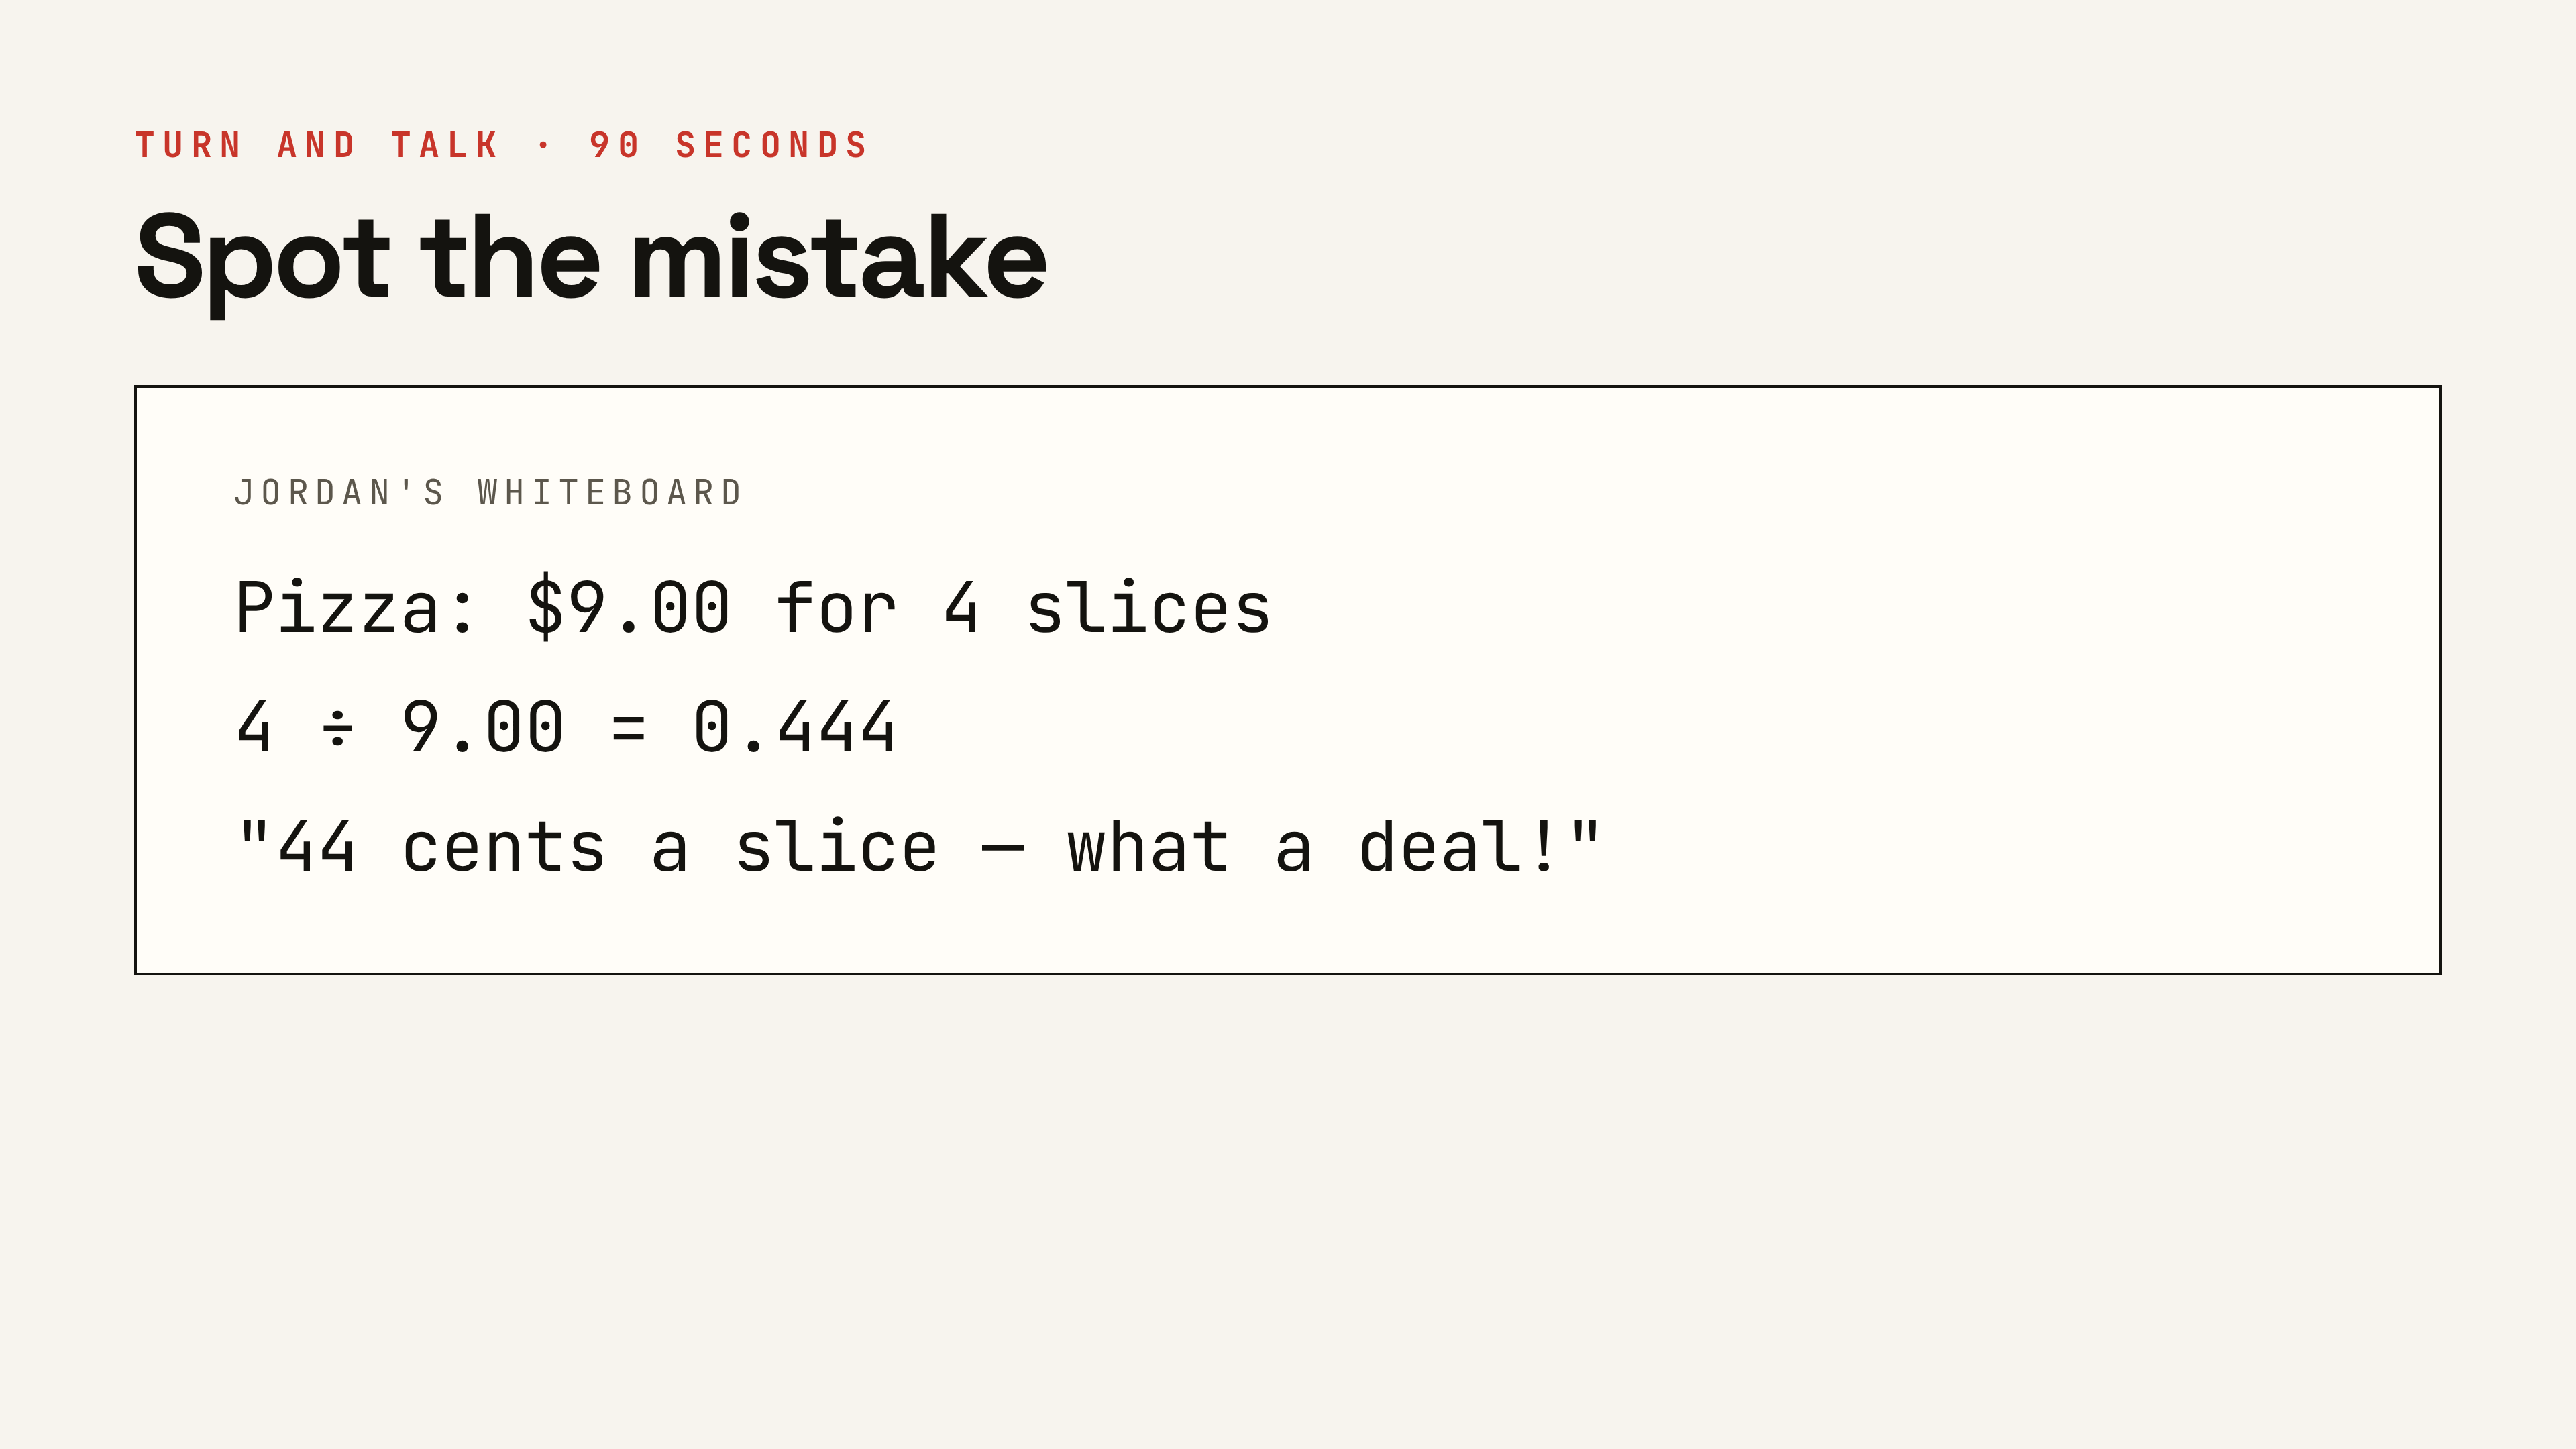 TURN AND TALK · 90 SECONDS
Spot the mistake
JORDAN'S WHITEBOARD
Pizza: $9.00 for 4 slices
4 ÷ 9.00 = 0.444
"44 cents a slice — what a deal!"